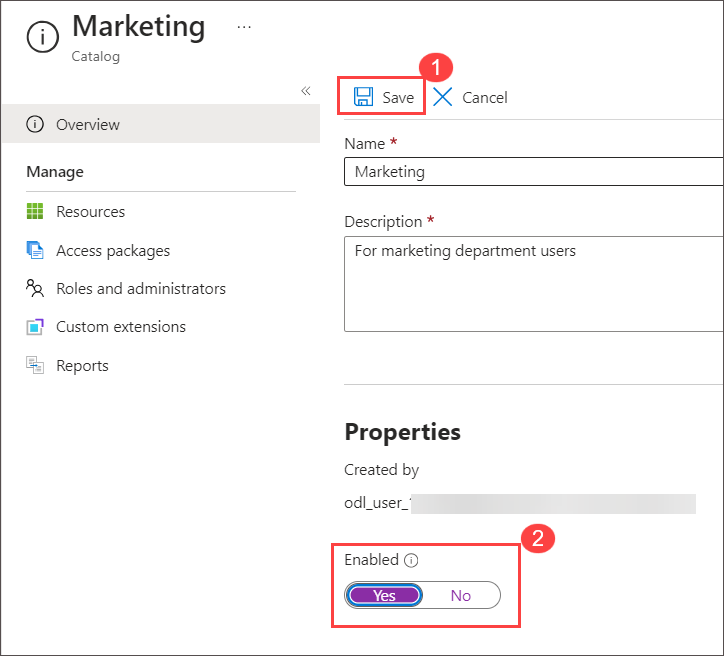 Marketing
...
Catalog
«
Overview
Manage
Resources
Access packages
Roles and administrators
Custom extensions
Reports
1
Save
Cancel
Name *
Marketing
Description *
For marketing department users
Properties
Created by
odl_user_
2
Enabled
Yes No